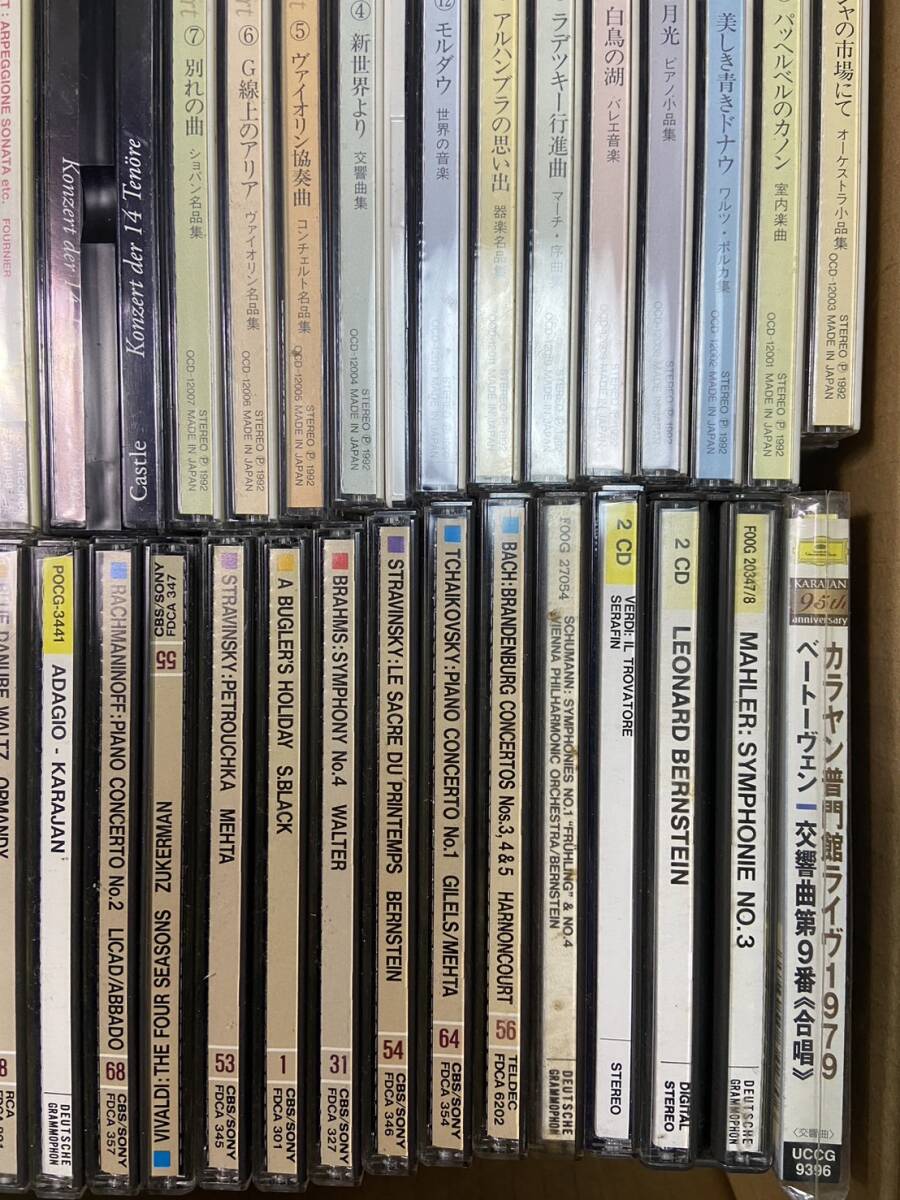 T : ARPEGGIONE SONATA etc. FOURNIER
Konzert der 14
Castle Konzert der 14 Tenöre
⑦ 別れの曲 ショパン名品集 OCD-12007 STEREO Ⓟ 1992 MADE IN JAPAN
⑥ G線上のアリア ヴァイオリン名品集 OCD-12006 STEREO Ⓟ 1992 MADE IN JAPAN
⑤ ヴァイオリン協奏曲 コンチェルト名品集 OCD-12005 STEREO Ⓟ 1992 MADE IN JAPAN
④ 新世界より 交響曲集 OCD-12004 STEREO Ⓟ 1992 MADE IN JAPAN
⑫ モルダウ 世界の音楽
アルハンブラの思い出 器楽名品集
ラデツキー行進曲 マーチ・序曲
白鳥の湖 バレエ音楽
月光 ピアノ小品集
美しき青きドナウ ワルツ・ポルカ集 OCD-12002 STEREO Ⓟ 1992 MADE IN JAPAN
パッヘルベルのカノン 室内楽曲 OCD-12001 STEREO Ⓟ 1992 MADE IN JAPAN
の市場にて オーケストラ小品集 OCD-12003 STEREO Ⓟ 1992 MADE IN JAPAN
BLUE DANUBE WALTZ ORMANDY 8 RCA
POCG-3441 ADAGIO - KARAJAN DEUTSCHE GRAMMOPHON
RACHMANINOFF:PIANO CONCERTO No.2 LICAD/ABBADO 68 CBS/SONY FDCA 357
CBS/SONY FDCA 347 55 VIVALDI:THE FOUR SEASONS ZUKERMAN
STRAVINSKY:PETROUCHKA MEHTA 53 CBS/SONY FDCA 345
A BUGLER'S HOLIDAY S.BLACK 1 CBS/SONY FDCA 301
BRAHMS:SYMPHONY No.4 WALTER 31 CBS/SONY FDCA 327
STRAVINSKY:LE SACRE DU PRINTEMPS BERNSTEIN 54 CBS/SONY FDCA 346
TCHAIKOVSKY:PIANO CONCERTO No.1 GILELS/MEHTA 64 CBS/SONY FDCA 354
BACH:BRANDENBURG CONCERTOS Nos.3, 4 & 5 HARNONCOURT 56 TELDEC FDCA 6202
F00G 27054 SCHUMANN: SYMPHONIES NO.1 "FRÜHLING" & NO.4
VIENNA PHILHARMONIC ORCHESTRA/BERNSTEIN DEUTSCHE GRAMMOPHON
2 CD VERDI: IL TROVATORE
SERAFIN STEREO
2 CD LEONARD BERNSTEIN DIGITAL STEREO
F00G 20347/8 MAHLER: SYMPHONIE NO.3 DEUTSCHE GRAMMOPHON
KARAJAN
95th
anniversary
カラヤン普門館ライヴ1979
ベートーヴェン｜交響曲第9番《合唱》
〈交響曲〉
UCCG
9396